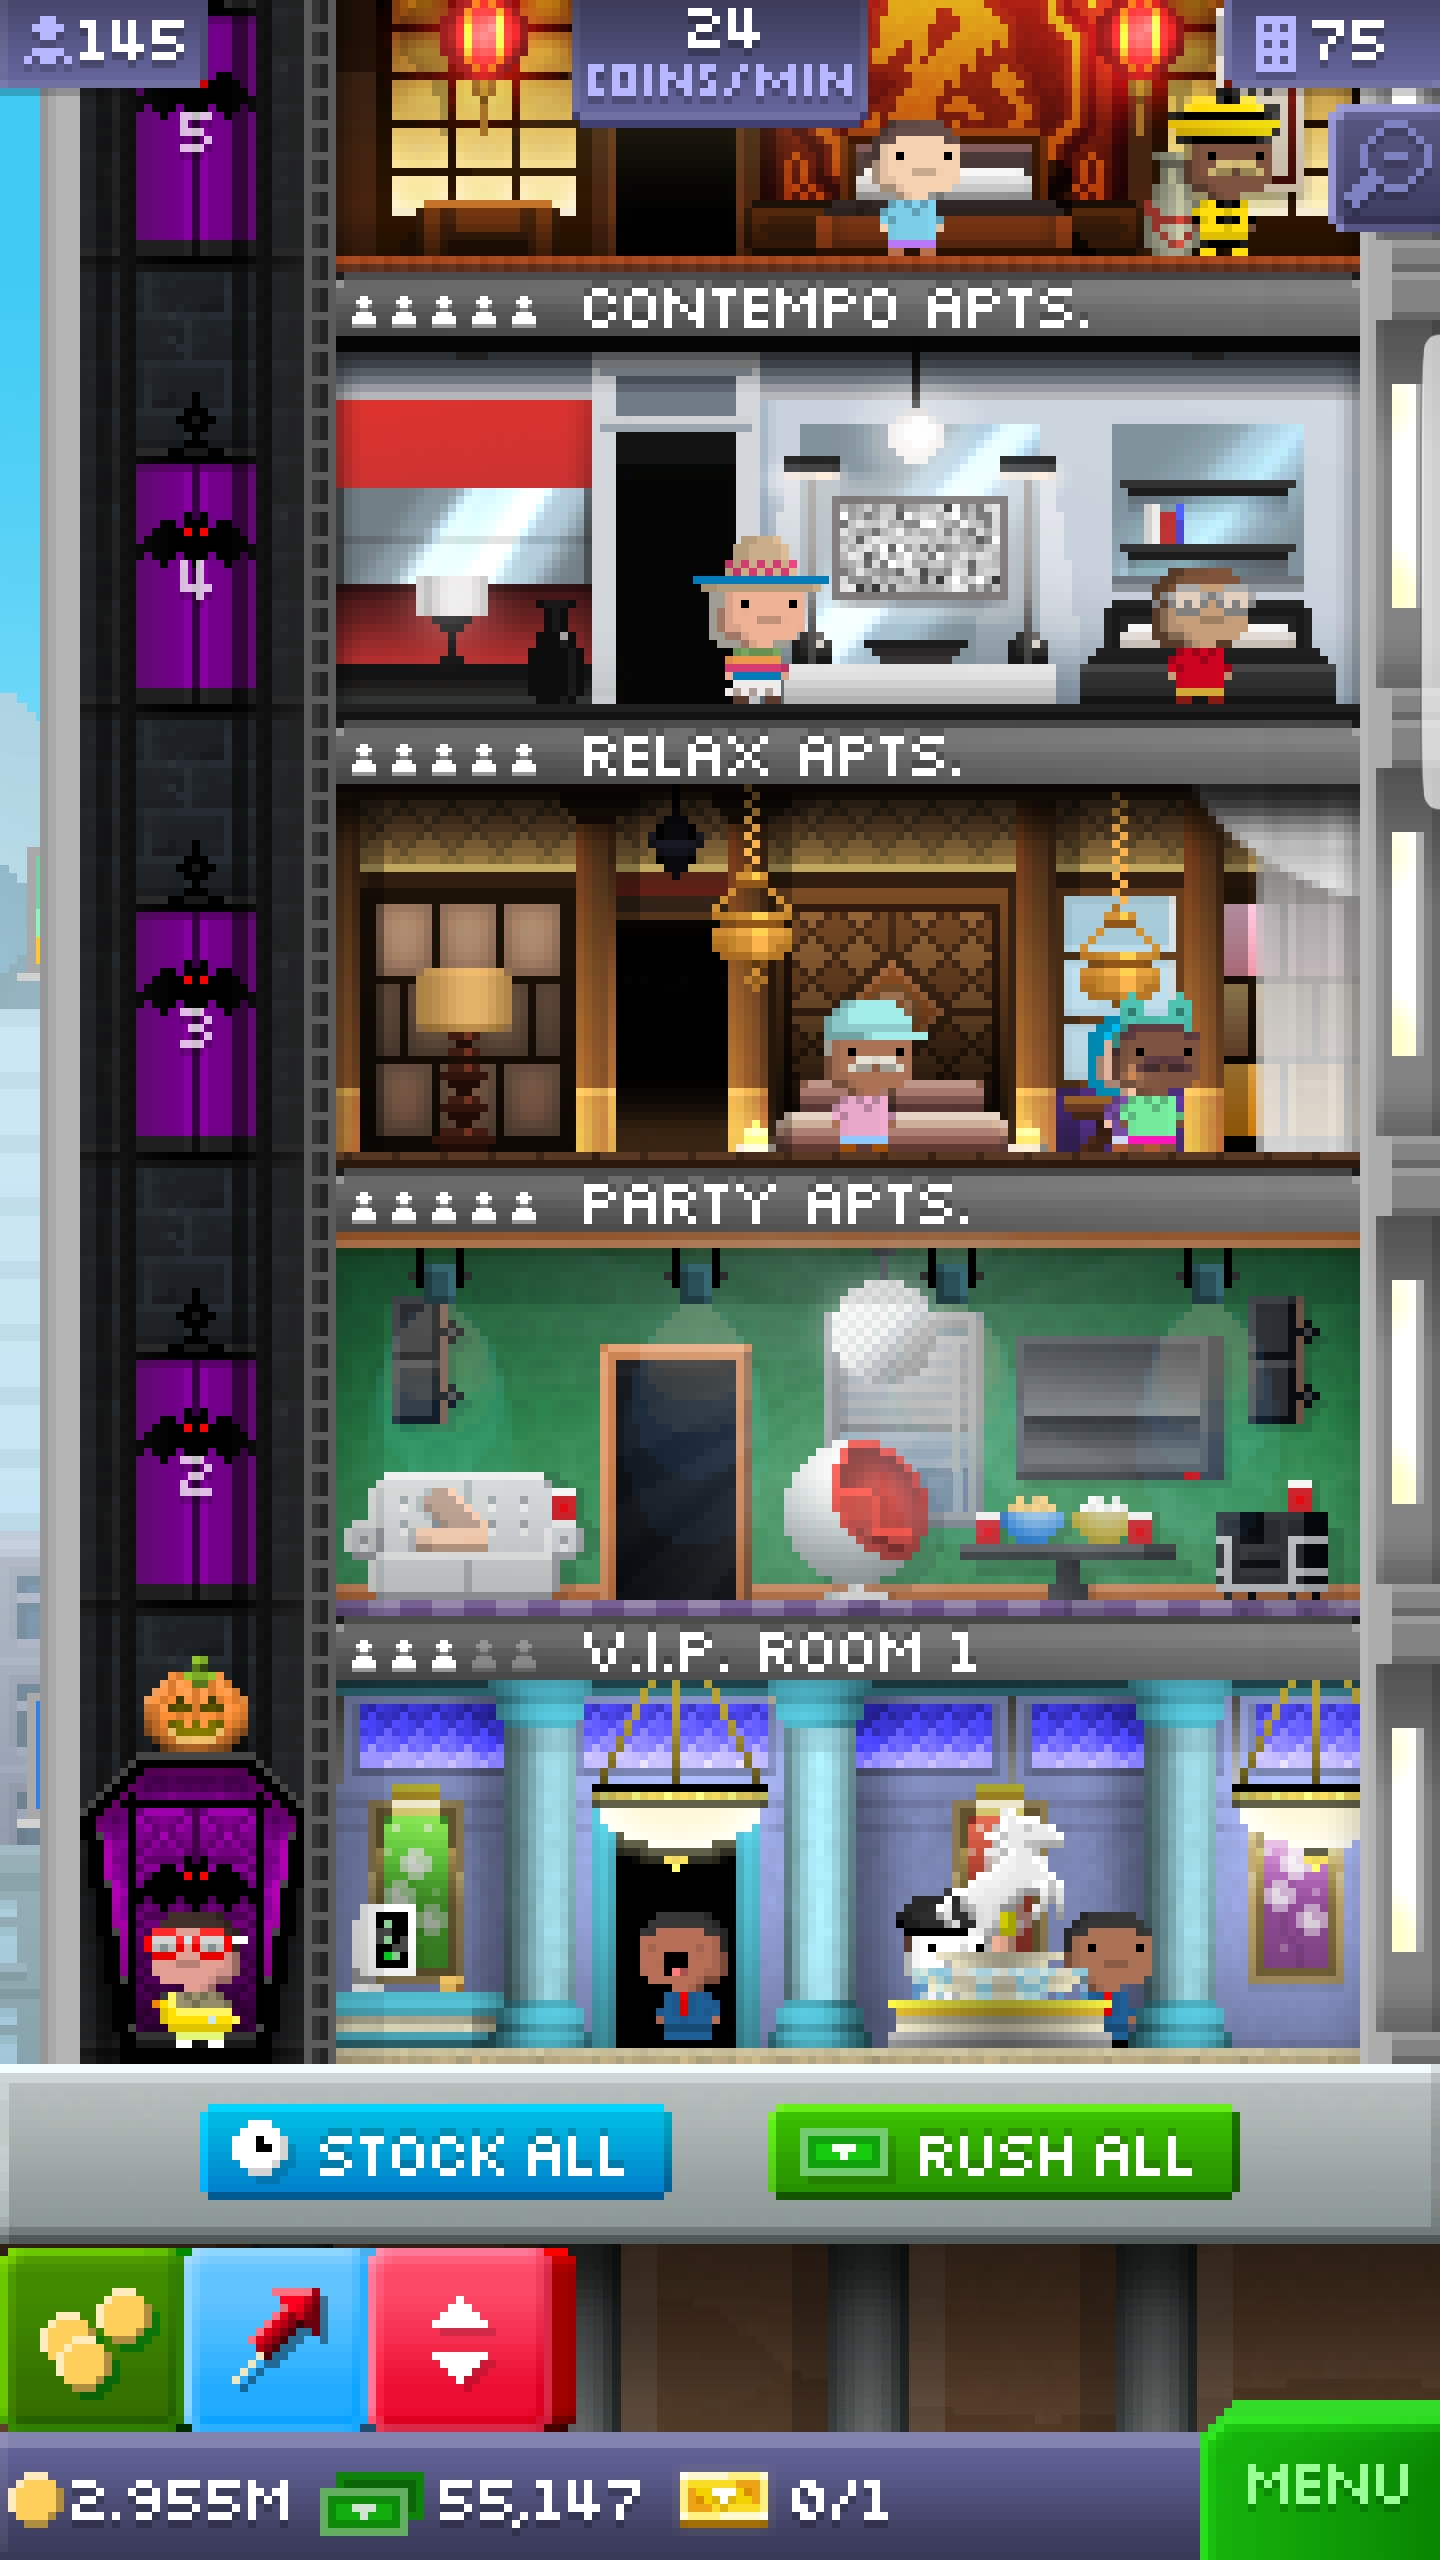 145
24
COINS/MIN
75
5
CONTEMPO APTS.
4
RELAX APTS.
3
PARTY APTS.
2
V.I.P. ROOM 1
STOCK ALL
RUSH ALL
2.955M 55,147 0/1
MENU